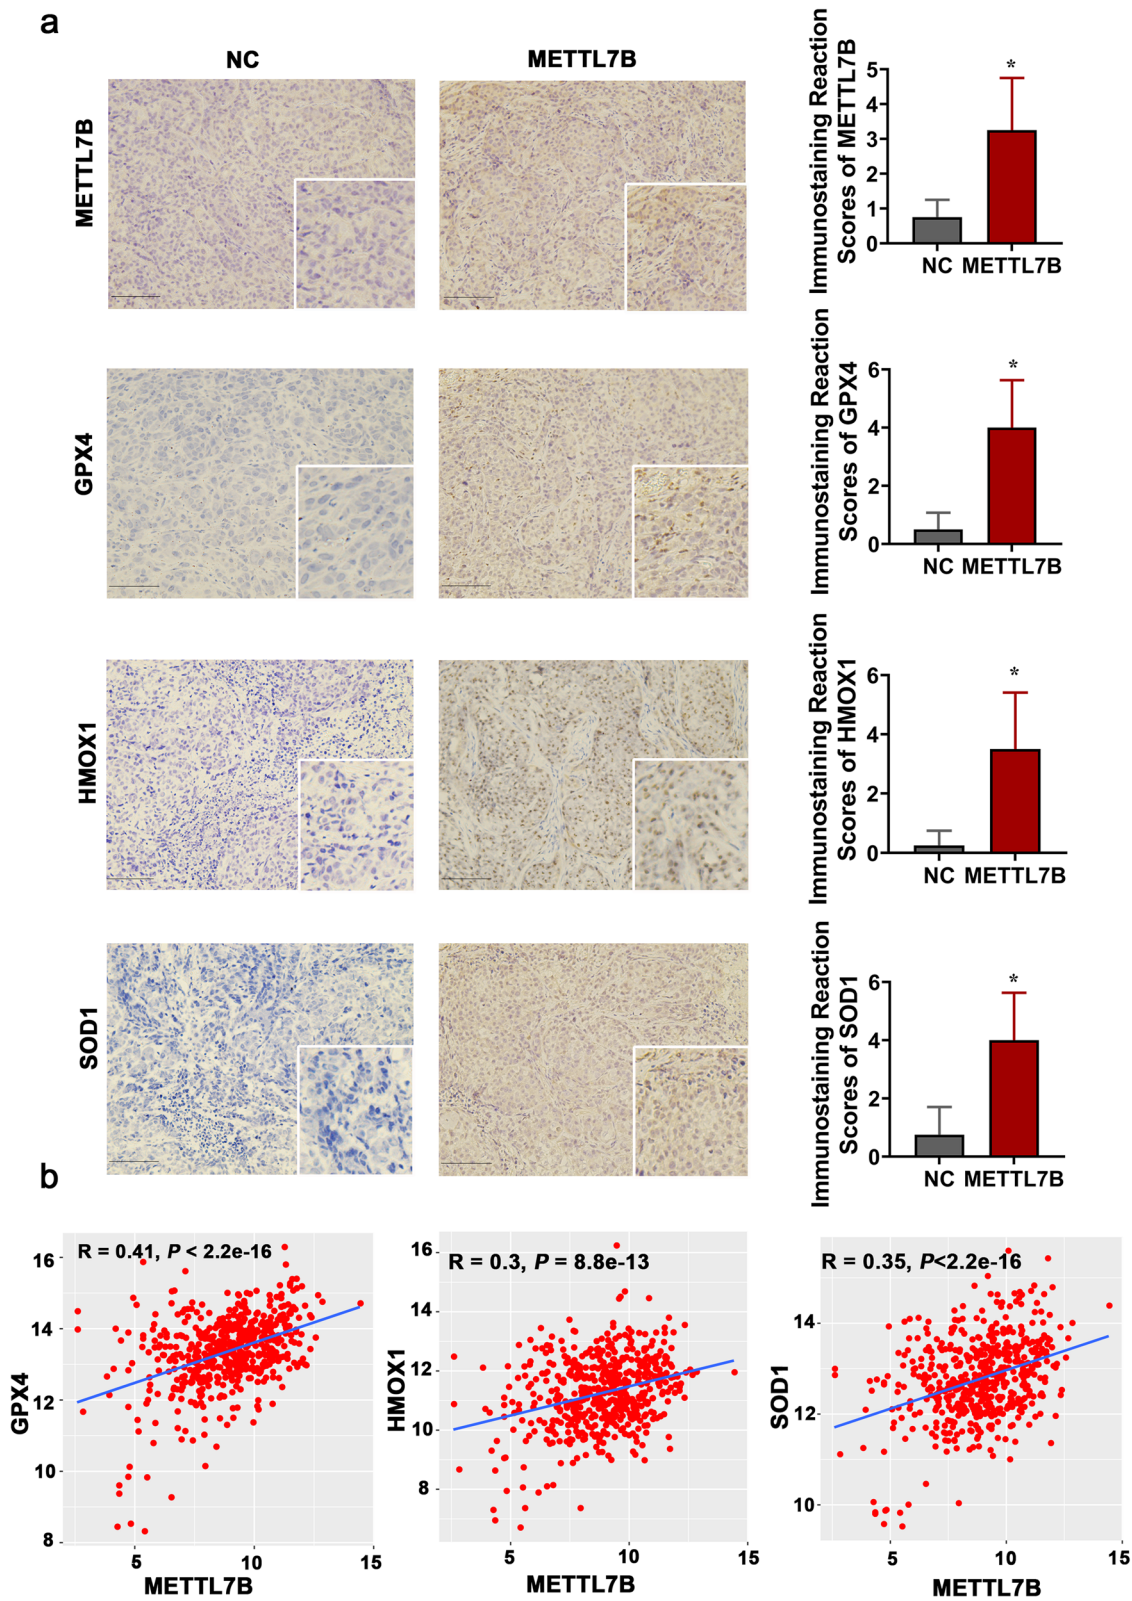 a
NC
METTL7B
METTL7B
Immunostaining Reaction
Scores of METTL7B
5
4
3
2
1
0
*
NC METTL7B
GPX4
Immunostaining Reaction
Scores of GPX4
6
4
2
0
*
NC METTL7B
HMOX1
Immunostaining Reaction
Scores of HMOX1
6
4
2
0
*
NC METTL7B
SOD1
Immunostaining Reaction
Scores of SOD1
6
4
2
0
*
NC METTL7B
b
R = 0.41, P < 2.2e-16
GPX4
16
14
12
10
8
5 10 15
METTL7B
R = 0.3, P = 8.8e-13
HMOX1
16
14
12
10
8
5 10 15
METTL7B
R = 0.35, P<2.2e-16
SOD1
14
12
10
5 10 15
METTL7B